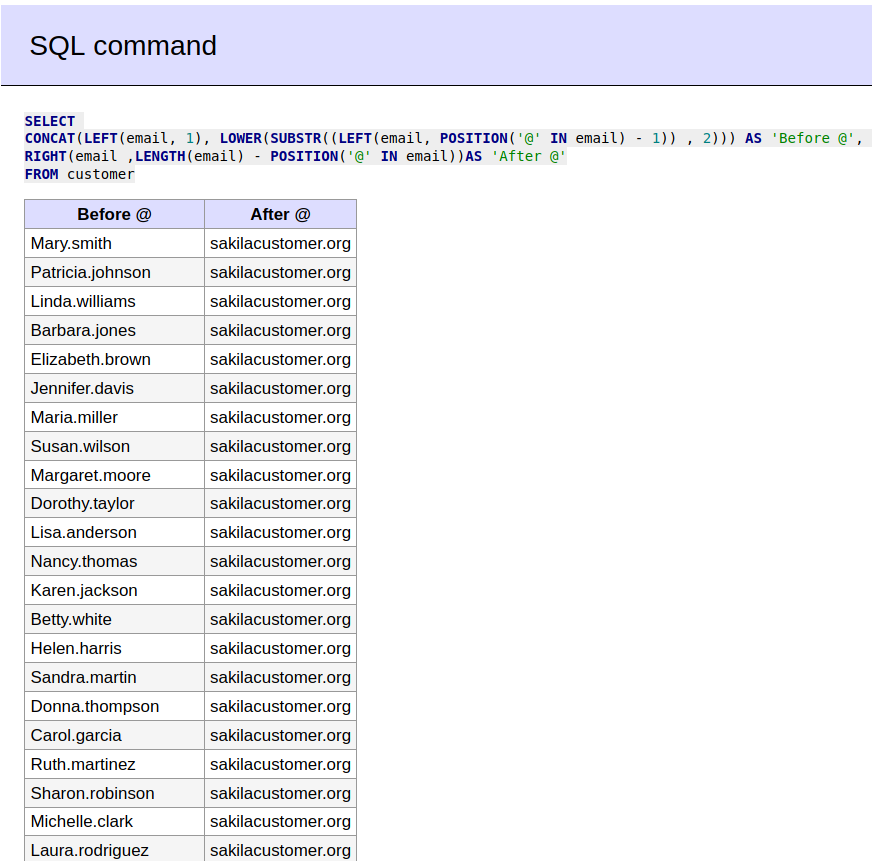 SQL command
SELECT
CONCAT(LEFT(email, 1), LOWER(SUBSTR((LEFT(email, POSITION('@' IN email) - 1)) , 2))) AS 'Before @',
RIGHT(email ,LENGTH(email) - POSITION('@' IN email))AS 'After @'
FROM customer
Before @ After @
Mary.smith sakilacustomer.org
Patricia.johnson sakilacustomer.org
Linda.williams sakilacustomer.org
Barbara.jones sakilacustomer.org
Elizabeth.brown sakilacustomer.org
Jennifer.davis sakilacustomer.org
Maria.miller sakilacustomer.org
Susan.wilson sakilacustomer.org
Margaret.moore sakilacustomer.org
Dorothy.taylor sakilacustomer.org
Lisa.anderson sakilacustomer.org
Nancy.thomas sakilacustomer.org
Karen.jackson sakilacustomer.org
Betty.white sakilacustomer.org
Helen.harris sakilacustomer.org
Sandra.martin sakilacustomer.org
Donna.thompson sakilacustomer.org
Carol.garcia sakilacustomer.org
Ruth.martinez sakilacustomer.org
Sharon.robinson sakilacustomer.org
Michelle.clark sakilacustomer.org
Laura.rodriguez sakilacustomer.org